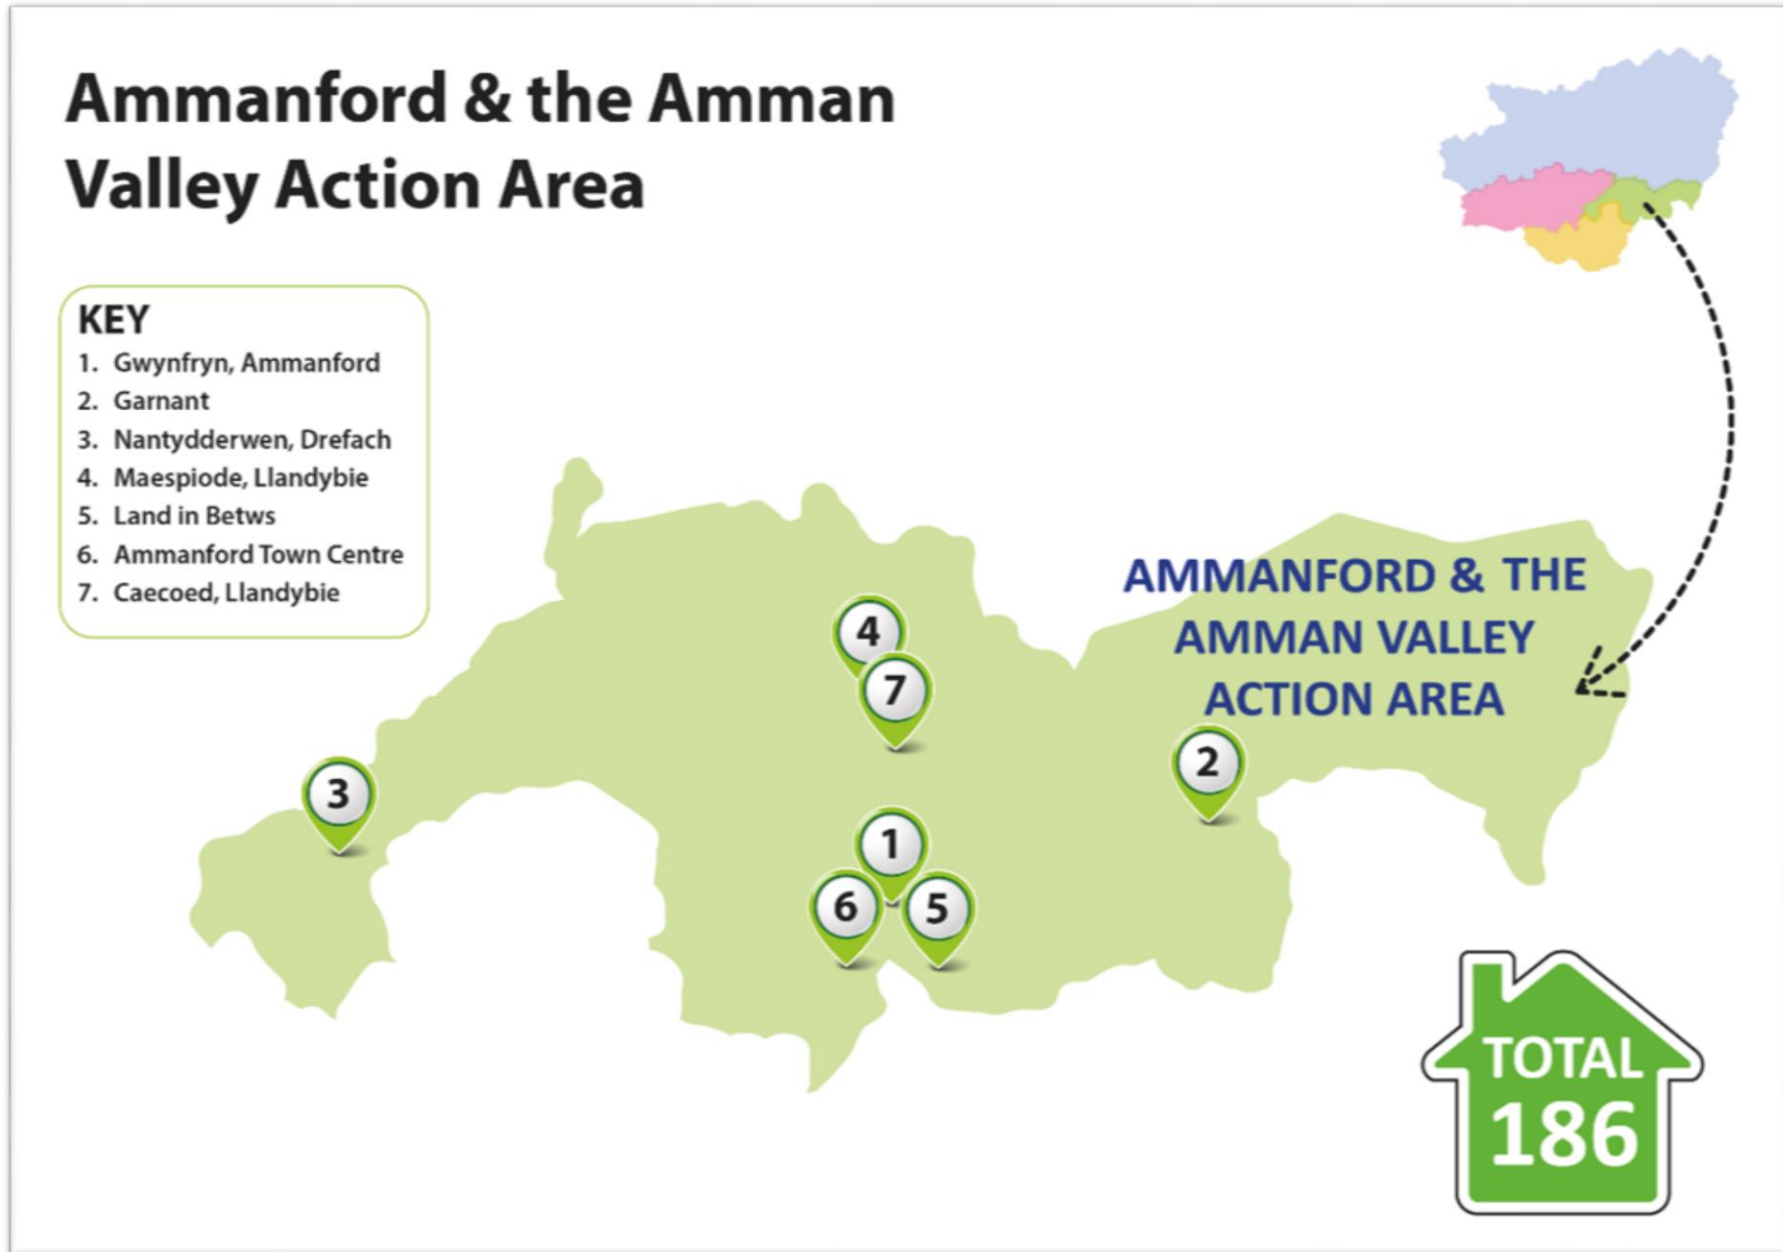 Ammanford & the Amman
Valley Action Area
KEY
1. Gwynfryn, Ammanford
2. Garnant
3. Nantydderwen, Drefach
4. Maespiode, Llandybie
5. Land in Betws
6. Ammanford Town Centre
7. Caecoed, Llandybie
AMMANFORD & THE
AMMAN VALLEY
ACTION AREA
4
7
2
3
1
6
5
TOTAL
186